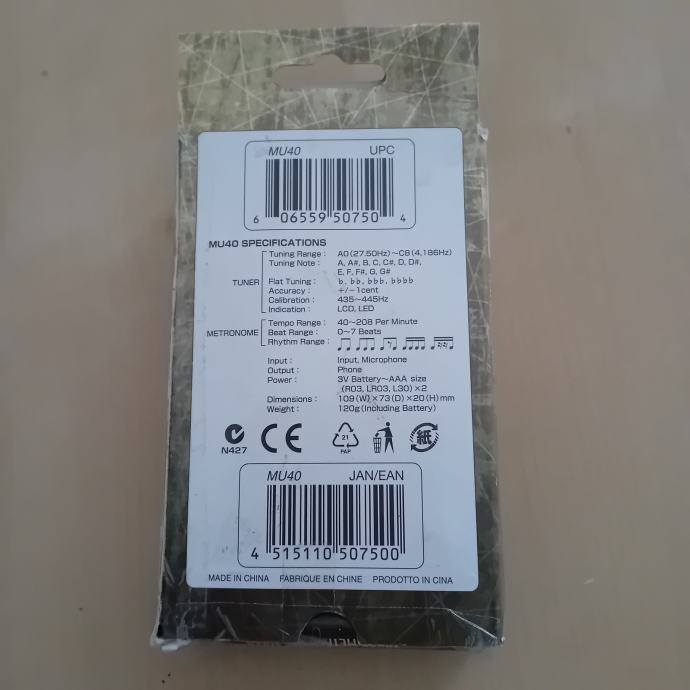 MU40 UPC
6 06559 50750 4
MU40 SPECIFICATIONS
TUNER
Tuning Range : A0(27.50Hz)~C8(4,186Hz)
Tuning Note : A, A#, B, C, C#, D, D#,
E, F, F#, G, G#
Flat Tuning : ♭, ♭♭, ♭♭♭, ♭♭♭♭
Accuracy : +/-1cent
Calibration : 435~445Hz
Indication : LCD, LED
METRONOME
Tempo Range : 40~208 Per Minute
Beat Range : 0~7 Beats
Rhythm Range :
Input : Input, Microphone
Output : Phone
Power : 3V Battery~AAA size
(R03, LR03, L30)×2
Dimensions : 109(W)×73(D)×20(H)mm
Weight : 120g(Including Battery)
N427
CE
21
PAP
紙
MU40 JAN/EAN
4 515110 507500
MADE IN CHINA FABRIQUE EN CHINE PRODOTTO IN CINA